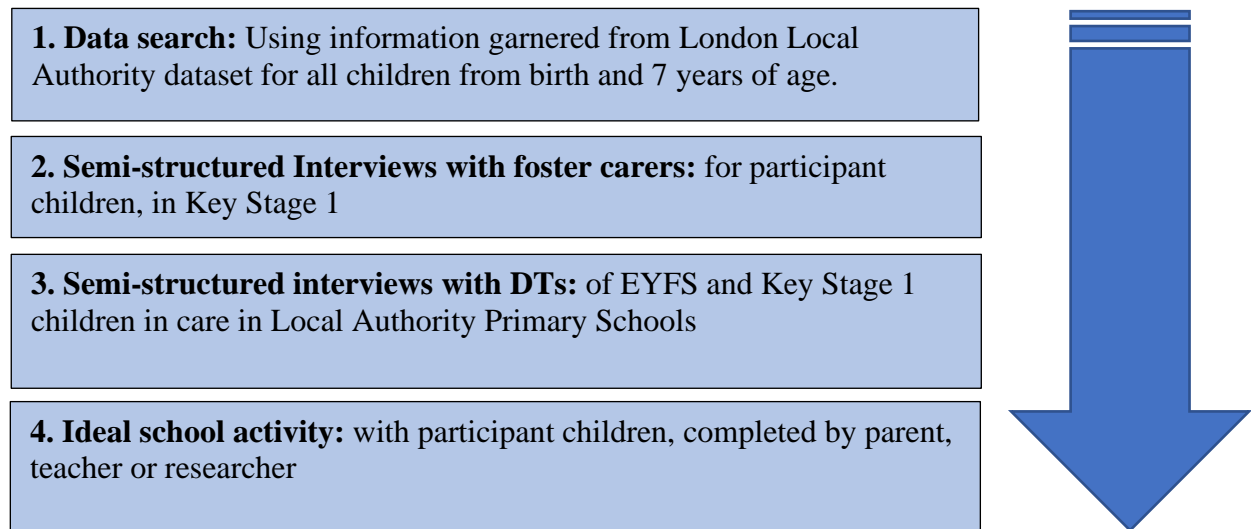 1. Data search: Using information garnered from London Local
Authority dataset for all children from birth and 7 years of age.
2. Semi-structured Interviews with foster carers: for participant
children, in Key Stage 1
3. Semi-structured interviews with DTs: of EYFS and Key Stage 1
children in care in Local Authority Primary Schools
4. Ideal school activity: with participant children, completed by parent,
teacher or researcher